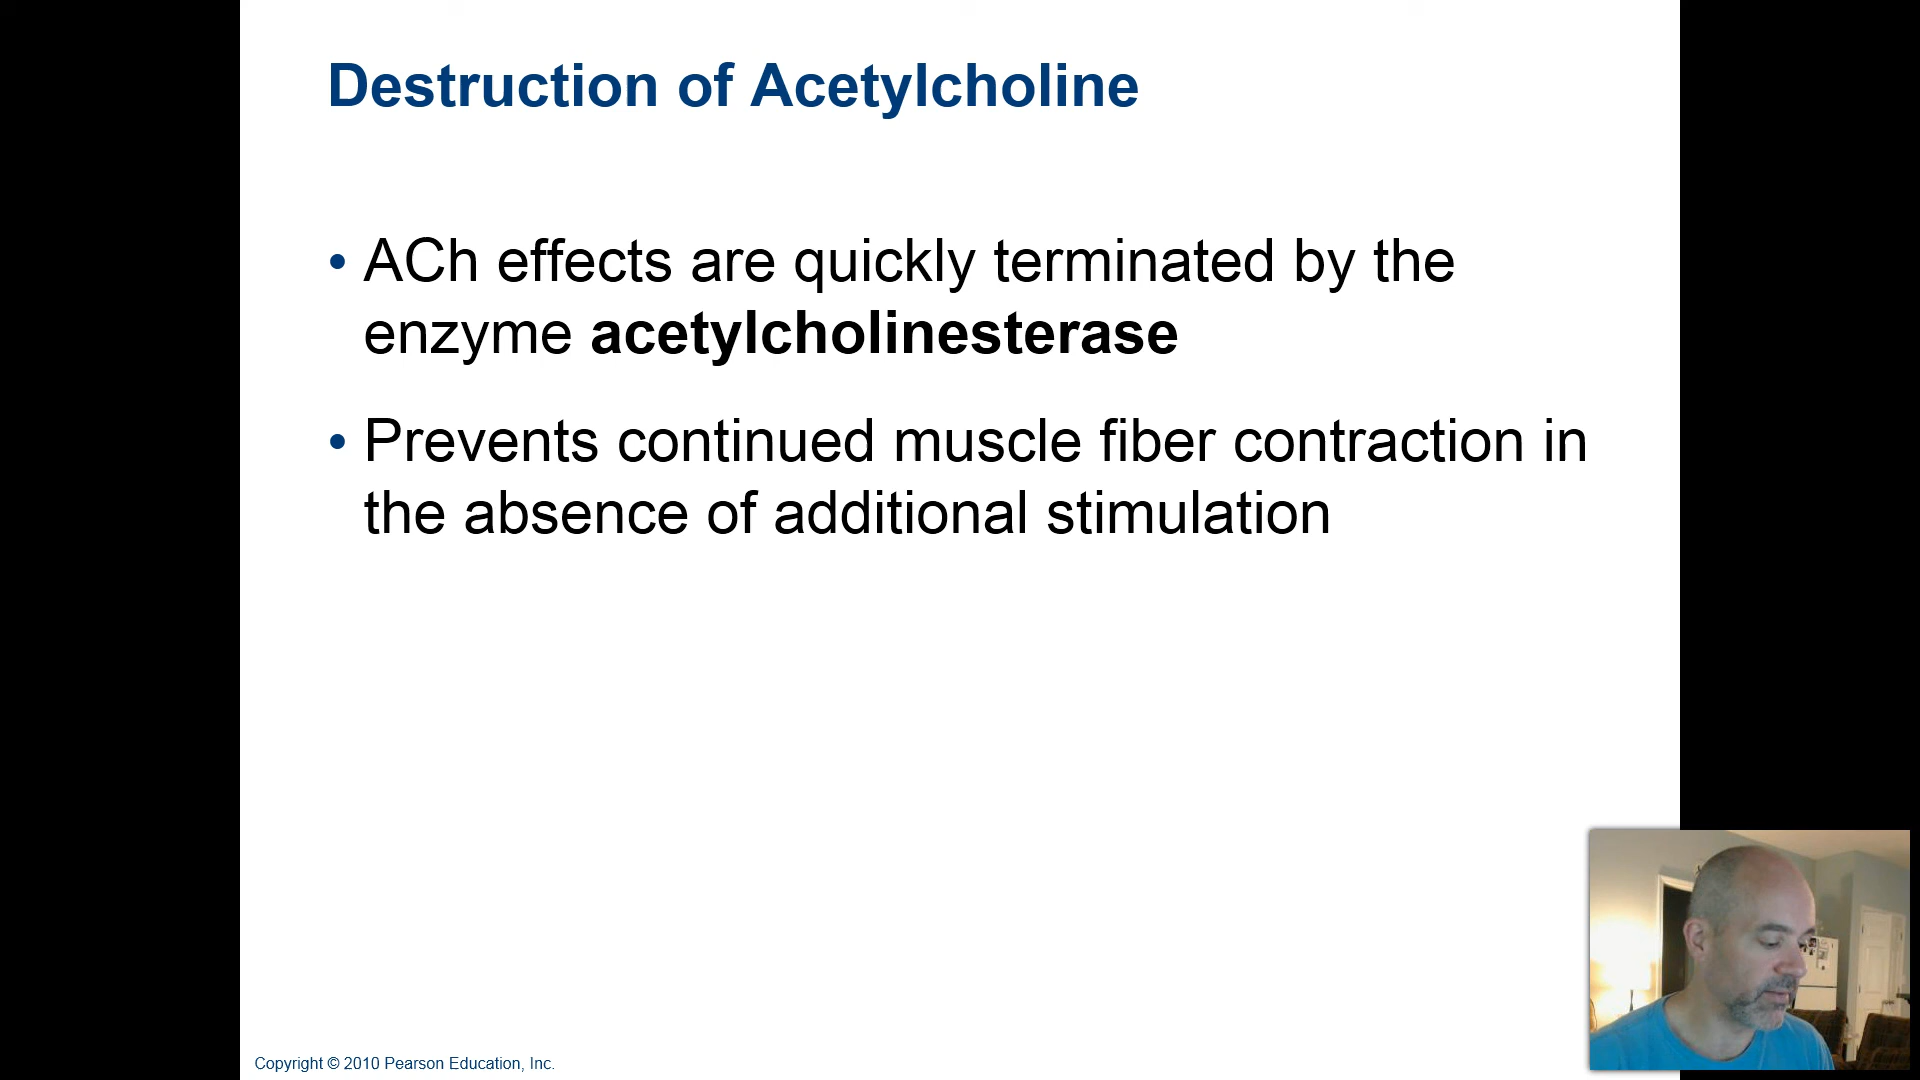 Destruction of Acetylcholine
• ACh effects are quickly terminated by the
enzyme acetylcholinesterase
• Prevents continued muscle fiber contraction in
the absence of additional stimulation
Copyright © 2010 Pearson Education, Inc.